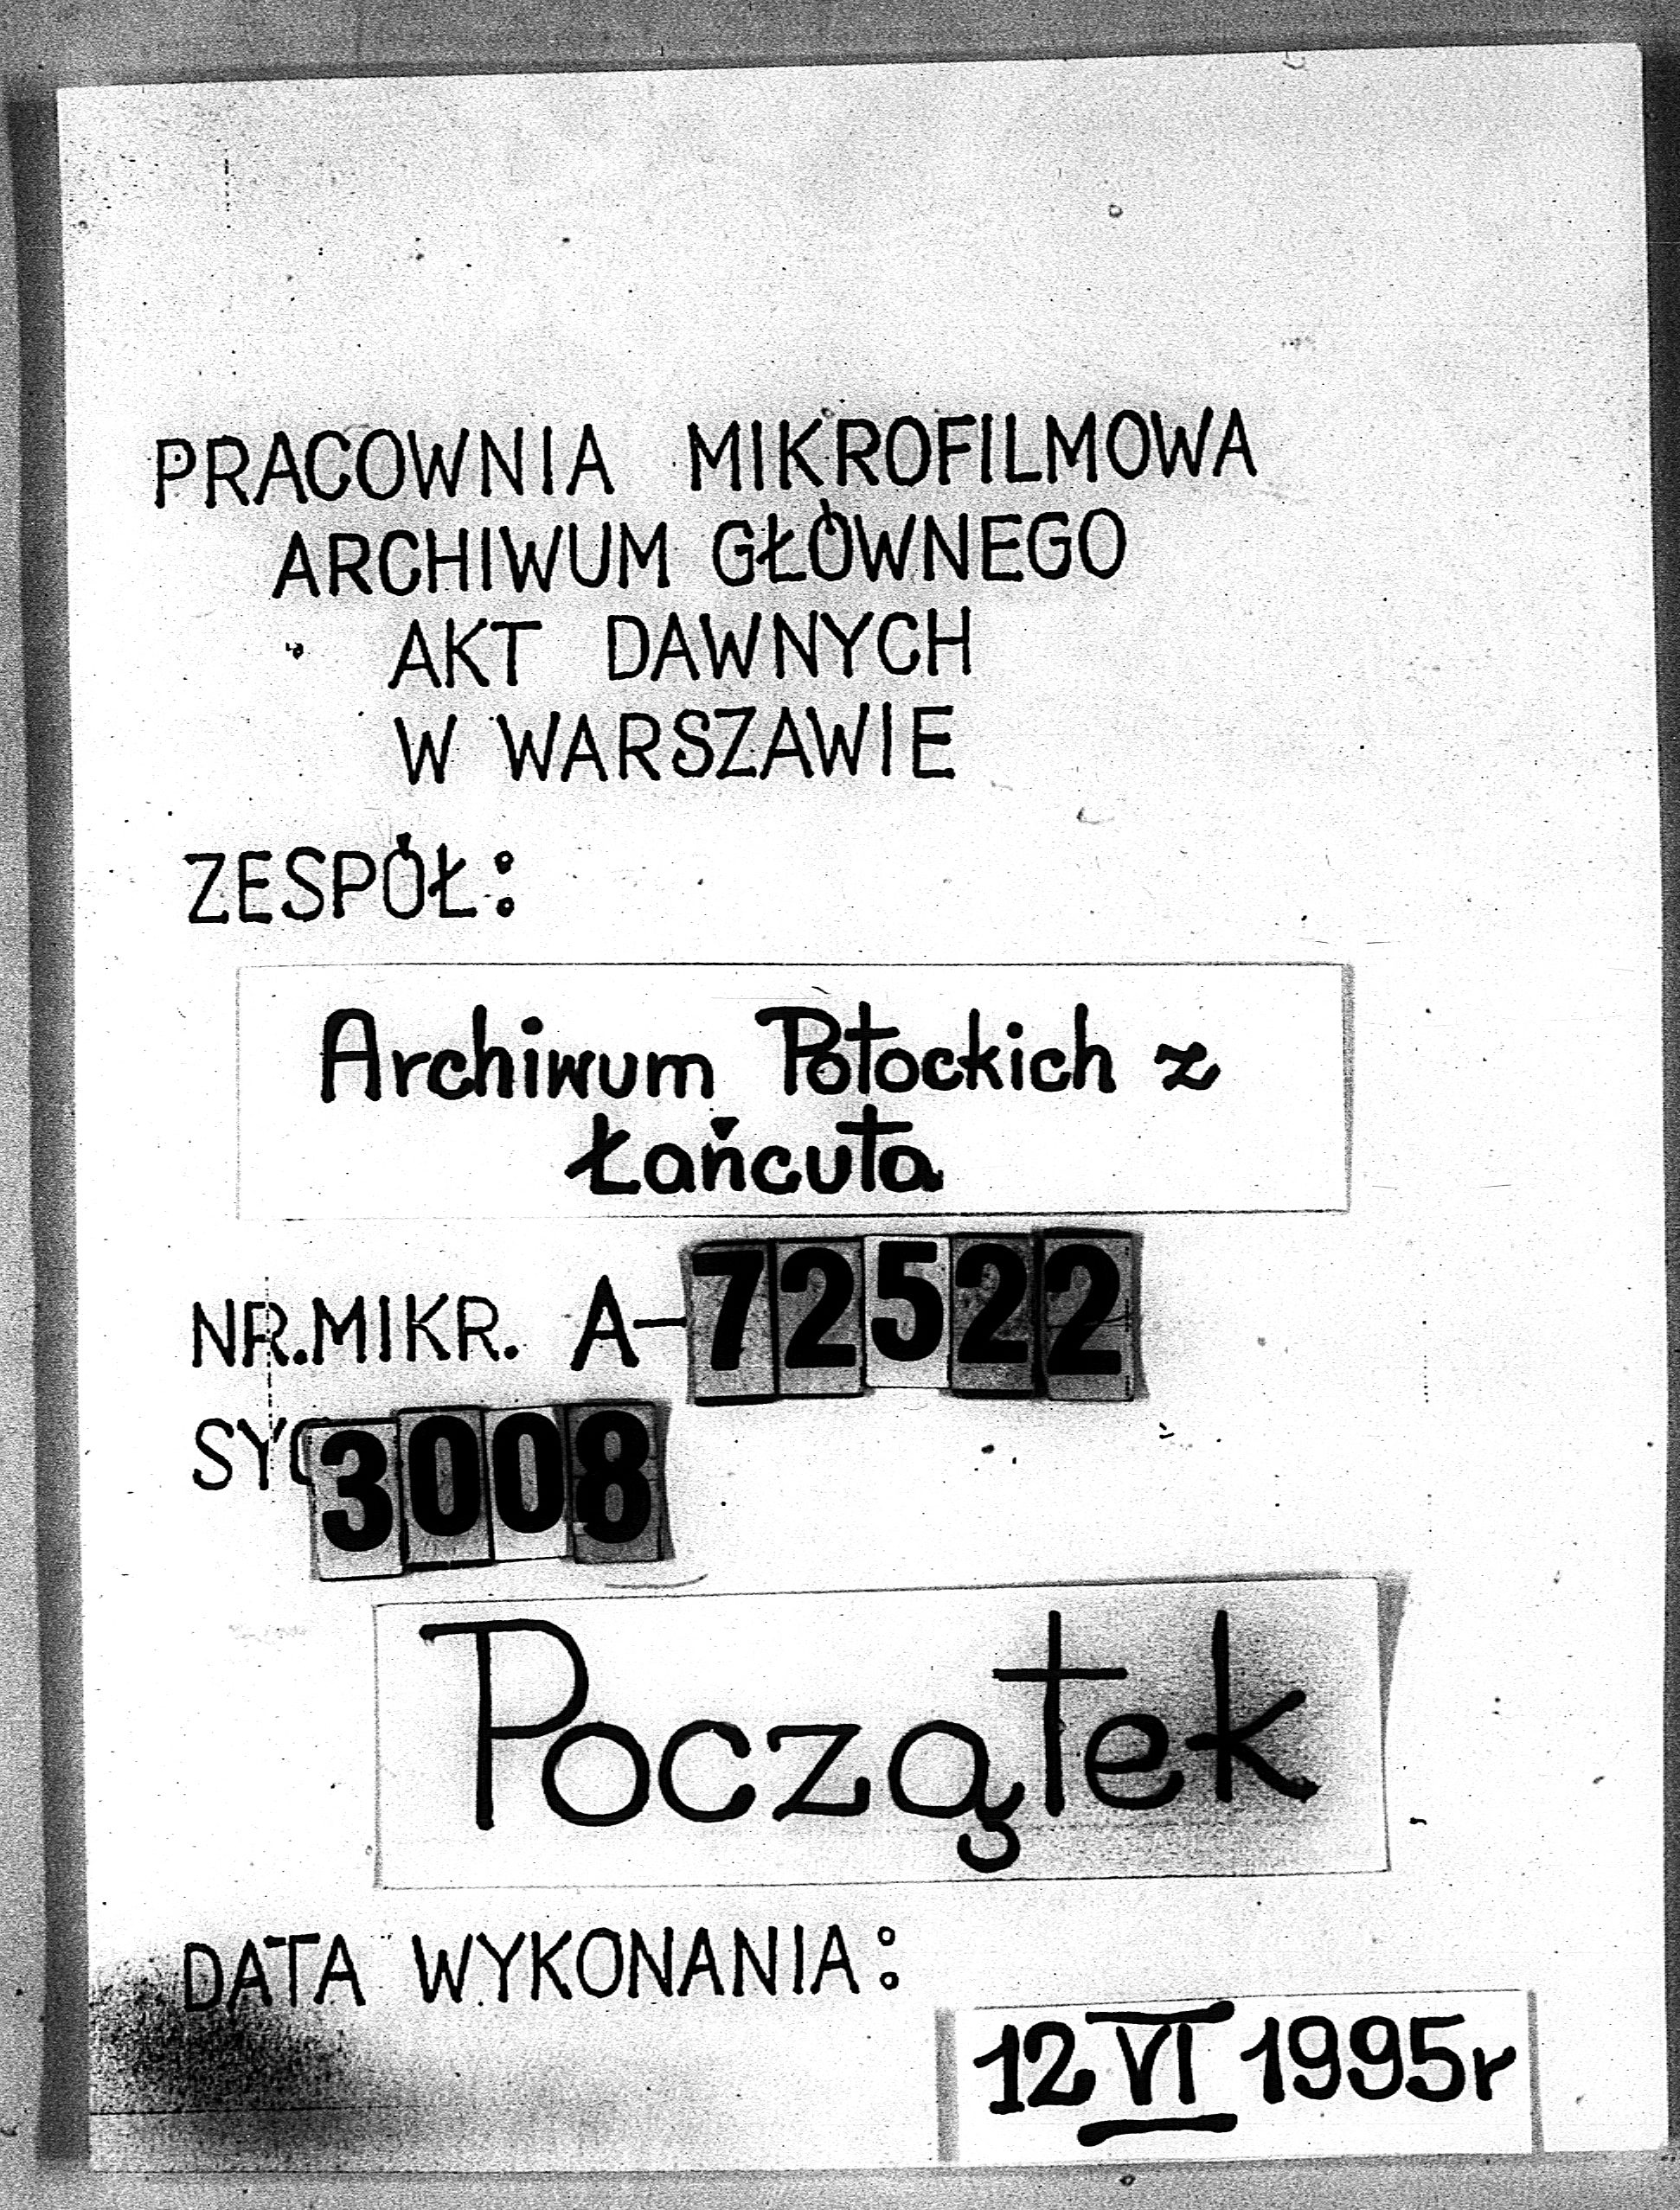 PRACOWNIA MIKROFILMOWA
ARCHIWUM GŁÓWNEGO
AKT DAWNYCH
W WARSZAWIE
ZESPÓŁ:
Archiwum Potockich z
Łańcuta
NR.MIKR. A-72522
SYG 3008
Początek
DATA WYKONANIA:
12 VI 1995r